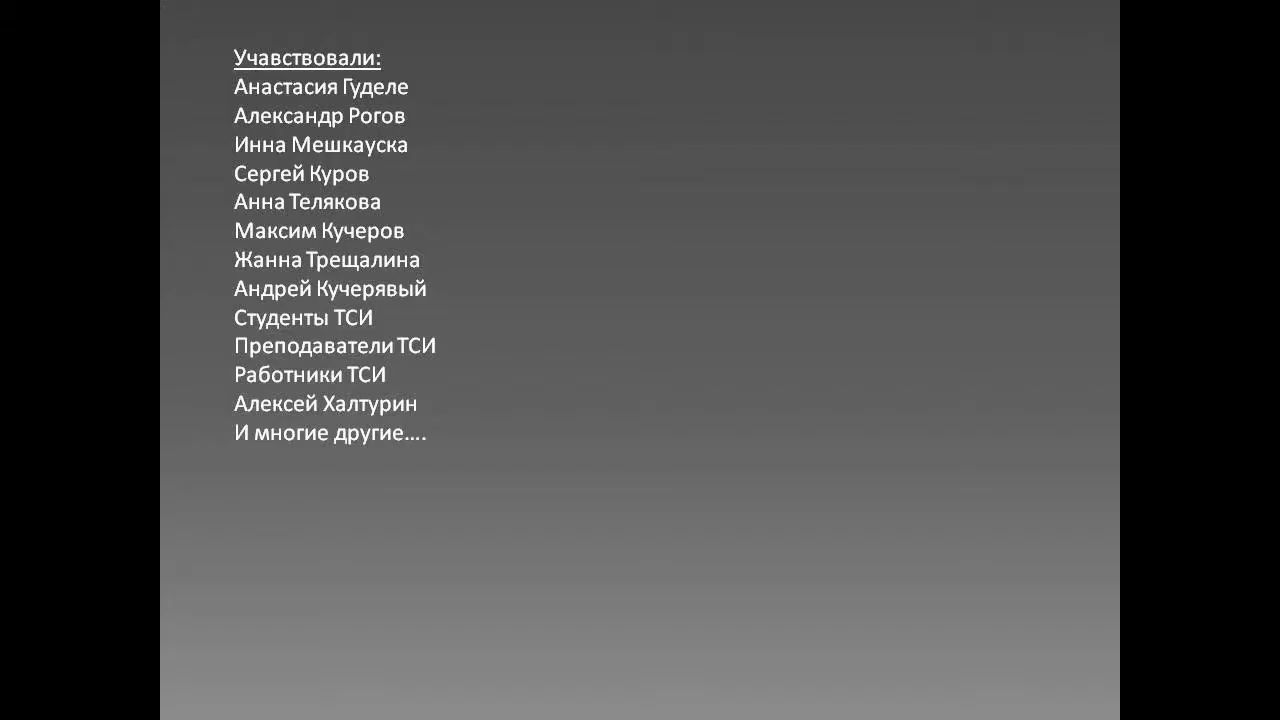 Учавствовали:
Анастасия Гуделе
Александр Рогов
Инна Мешкауска
Сергей Куров
Анна Телякова
Максим Кучеров
Жанна Трещалина
Андрей Кучерявый
Студенты ТСИ
Преподаватели ТСИ
Работники ТСИ
Алексей Халтурин
И многие другие….